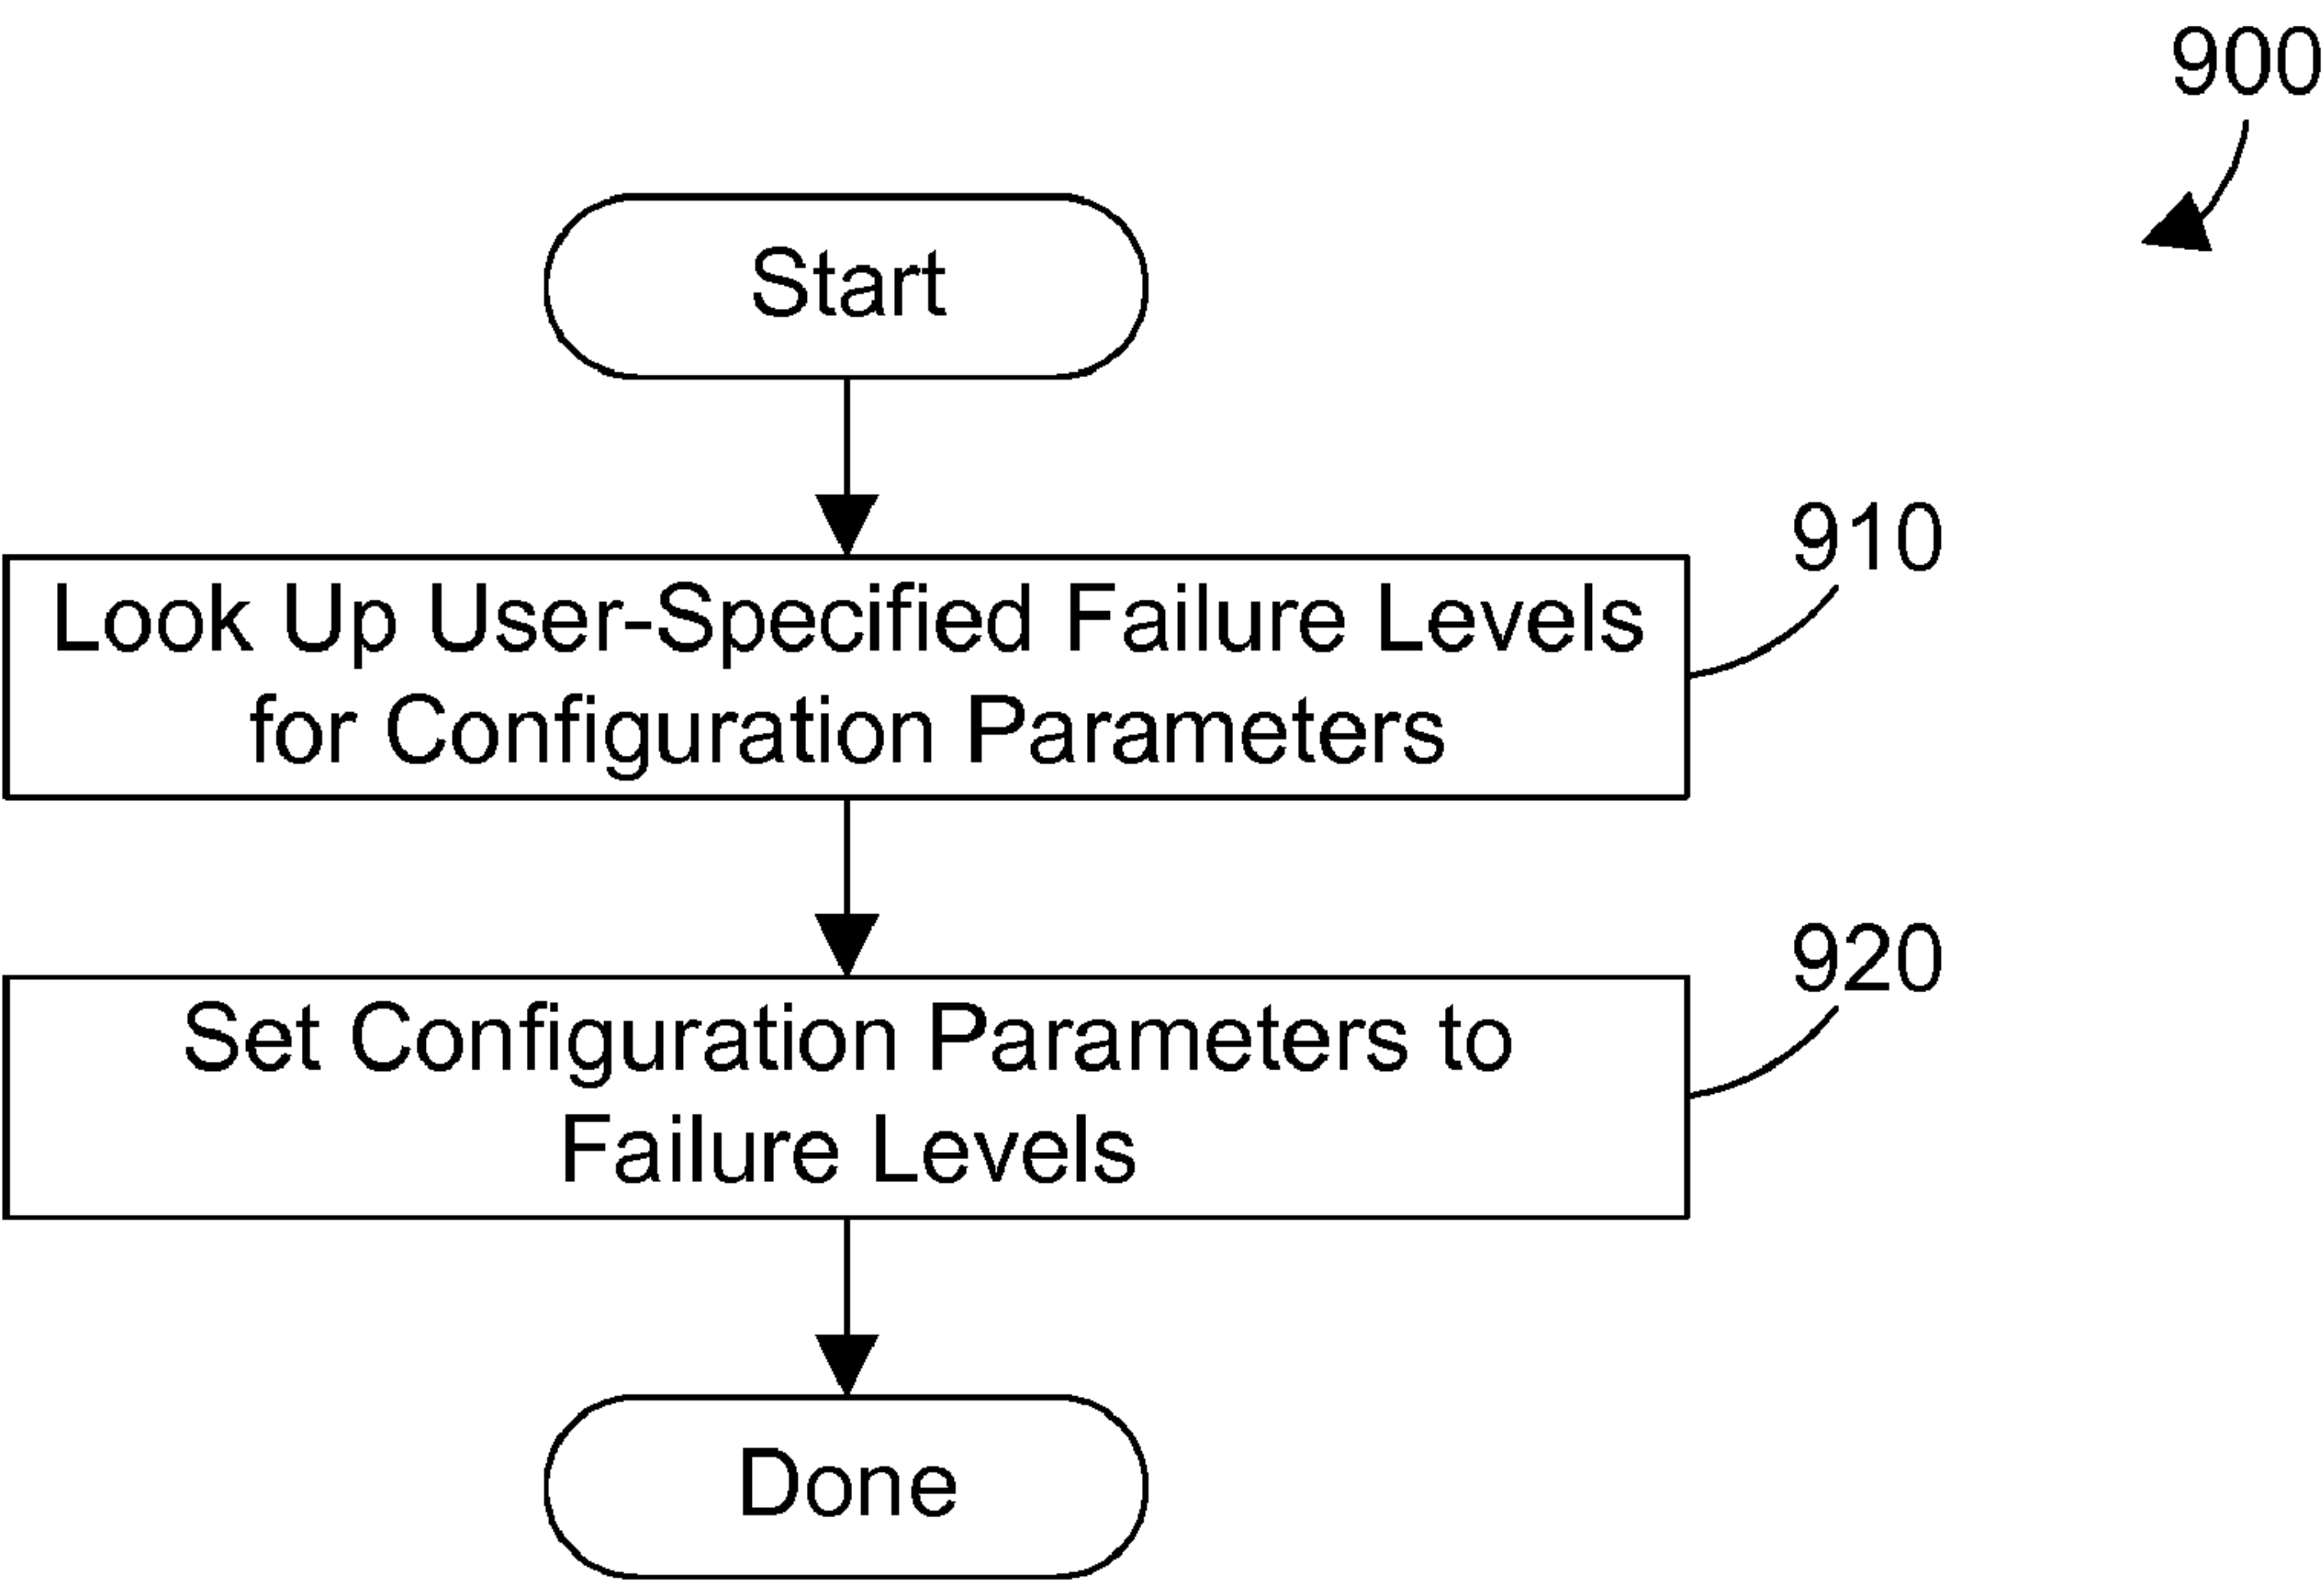 900
Start
910
Look Up User-Specified Failure Levels
for Configuration Parameters
920
Set Configuration Parameters to
Failure Levels
Done